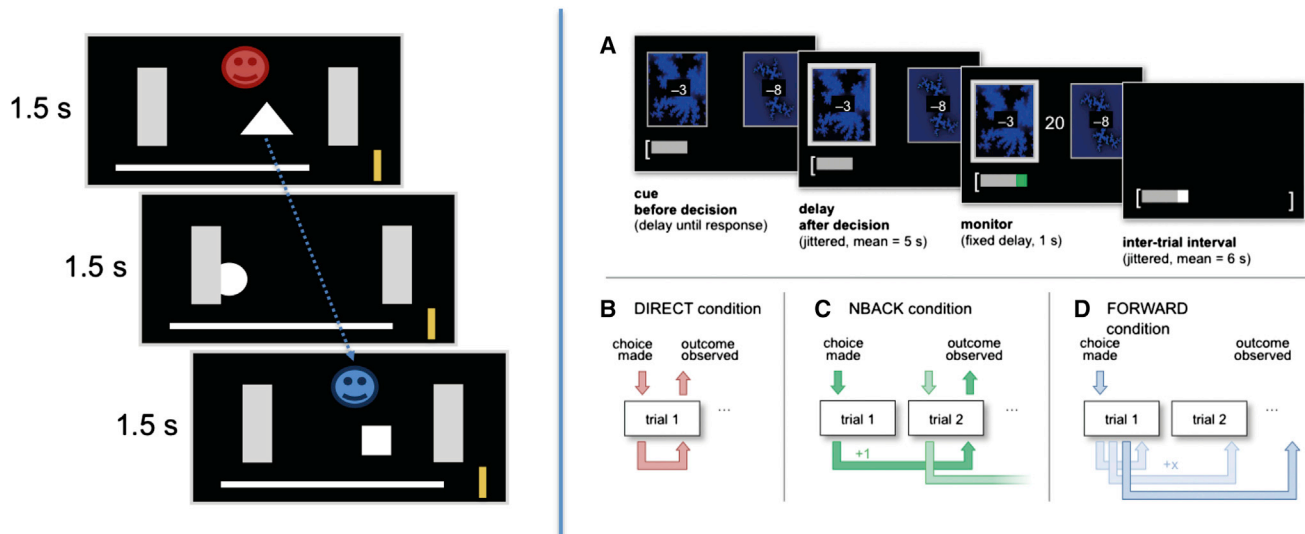 1.5 s
1.5 s
1.5 s
A
–3
–8
–3
–8
–3
20
–8
[
[
[
[
]
cue
before decision
(delay until response)
delay
after decision
(jittered, mean = 5 s)
monitor
(fixed delay, 1 s)
inter-trial interval
(jittered, mean = 6 s)
B
DIRECT condition
choice
made
outcome
observed
trial 1
...
C
NBACK condition
choice
made
outcome
observed
trial 1
trial 2
...
+1
D
FORWARD
condition
choice
made
outcome
observed
trial 1
trial 2
...
+x